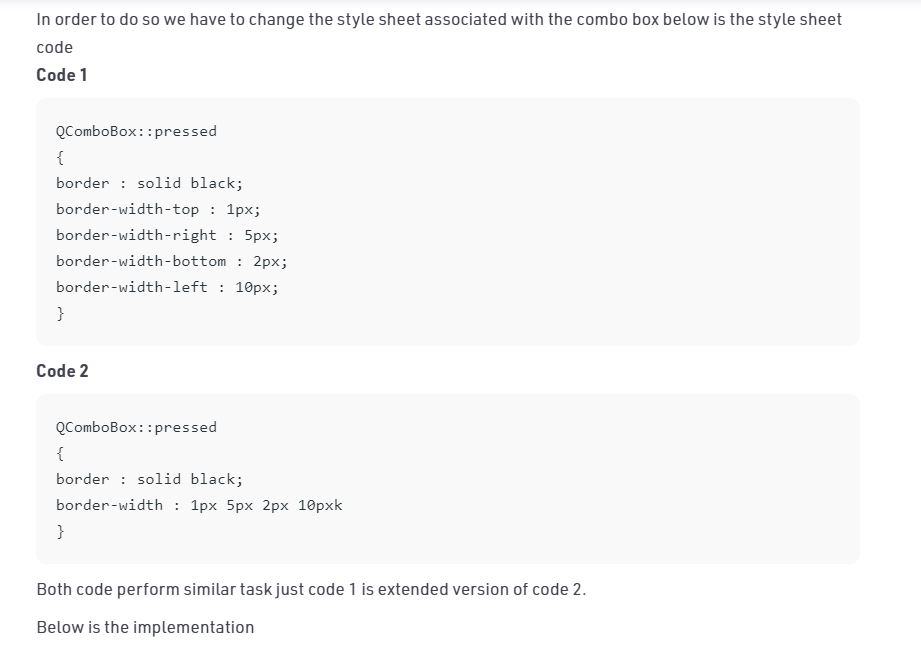 In order to do so we have to change the style sheet associated with the combo box below is the style sheet
code
Code 1
QComboBox::pressed
{
border : solid black;
border-width-top : 1px;
border-width-right : 5px;
border-width-bottom : 2px;
border-width-left : 10px;
}
Code 2
QComboBox::pressed
{
border : solid black;
border-width : 1px 5px 2px 10pxk
}
Both code perform similar task just code 1 is extended version of code 2.
Below is the implementation